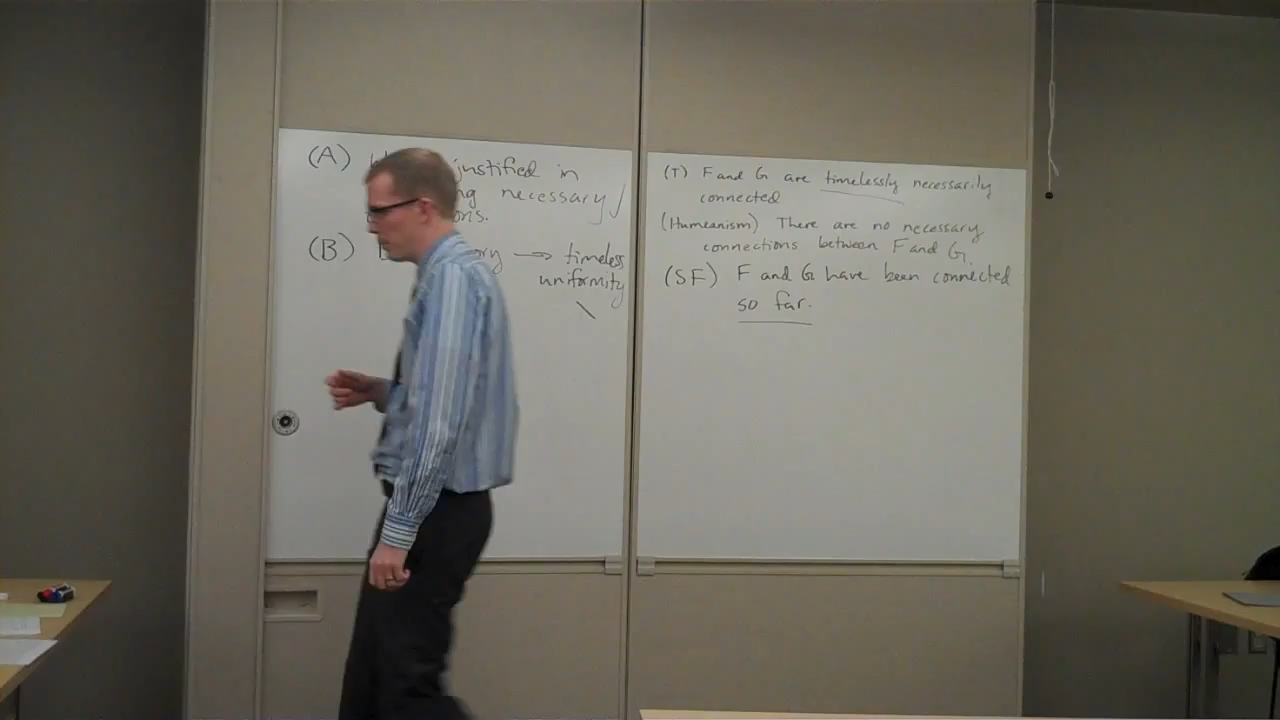 (A) justified in
necessary
(B) → timeless
uniformity
(T) F and G are timelessly necessarily
connected
(Humeanism) There are no necessary
connections between F and G.
(SF) F and G have been connected
so far.